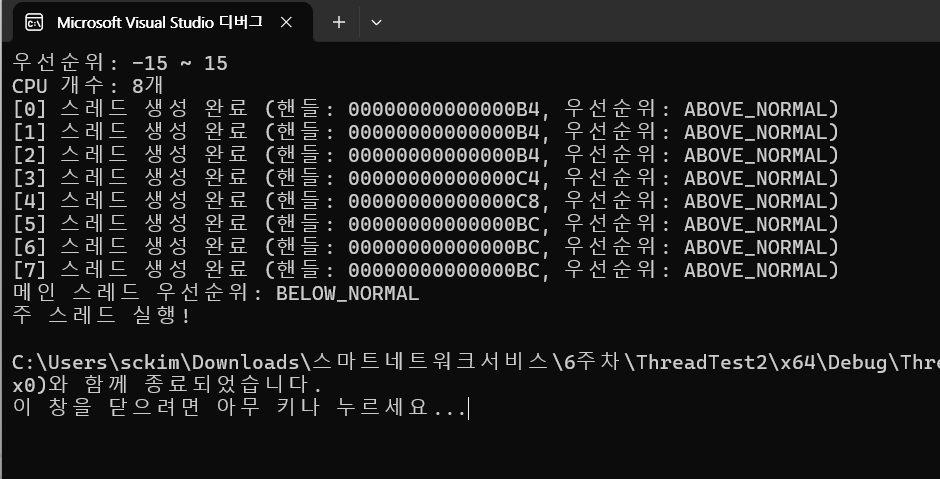 Microsoft Visual Studio 디버그
우선순위: -15 ~ 15
CPU 개수: 8개
[0] 스레드 생성 완료 (핸들: 00000000000000B4, 우선순위: ABOVE_NORMAL)
[1] 스레드 생성 완료 (핸들: 00000000000000B4, 우선순위: ABOVE_NORMAL)
[2] 스레드 생성 완료 (핸들: 00000000000000B4, 우선순위: ABOVE_NORMAL)
[3] 스레드 생성 완료 (핸들: 00000000000000C4, 우선순위: ABOVE_NORMAL)
[4] 스레드 생성 완료 (핸들: 00000000000000C8, 우선순위: ABOVE_NORMAL)
[5] 스레드 생성 완료 (핸들: 00000000000000BC, 우선순위: ABOVE_NORMAL)
[6] 스레드 생성 완료 (핸들: 00000000000000BC, 우선순위: ABOVE_NORMAL)
[7] 스레드 생성 완료 (핸들: 00000000000000BC, 우선순위: ABOVE_NORMAL)
메인 스레드 우선순위: BELOW_NORMAL
주 스레드 실행!
C:\Users\sckim\Downloads\스마트네트워크서비스\6주차\ThreadTest2\x64\Debug\Thre
x0)와 함께 종료되었습니다.
이 창을 닫으려면 아무 키나 누르세요...